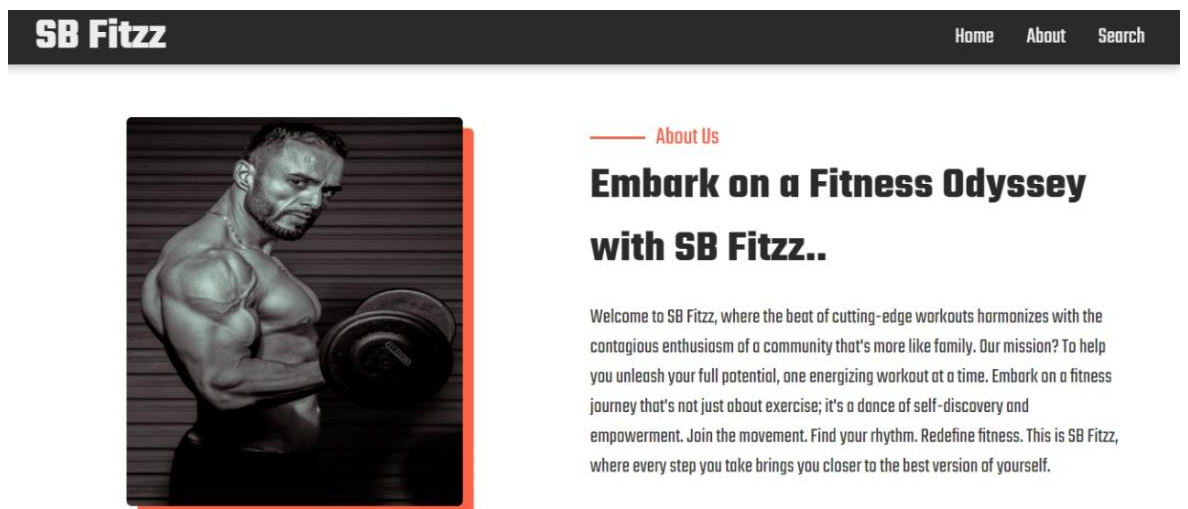 SB Fitzz
Home About Search
About Us
Embark on a Fitness Odyssey
with SB Fitzz..
Welcome to SB Fitzz, where the beat of cutting-edge workouts harmonizes with the
contagious enthusiasm of a community that's more like family. Our mission? To help
you unleash your full potential, one energizing workout at a time. Embark on a fitness
journey that's not just about exercise; it's a dance of self-discovery and
empowerment. Join the movement. Find your rhythm. Redefine fitness. This is SB Fitzz,
where every step you take brings you closer to the best version of yourself.